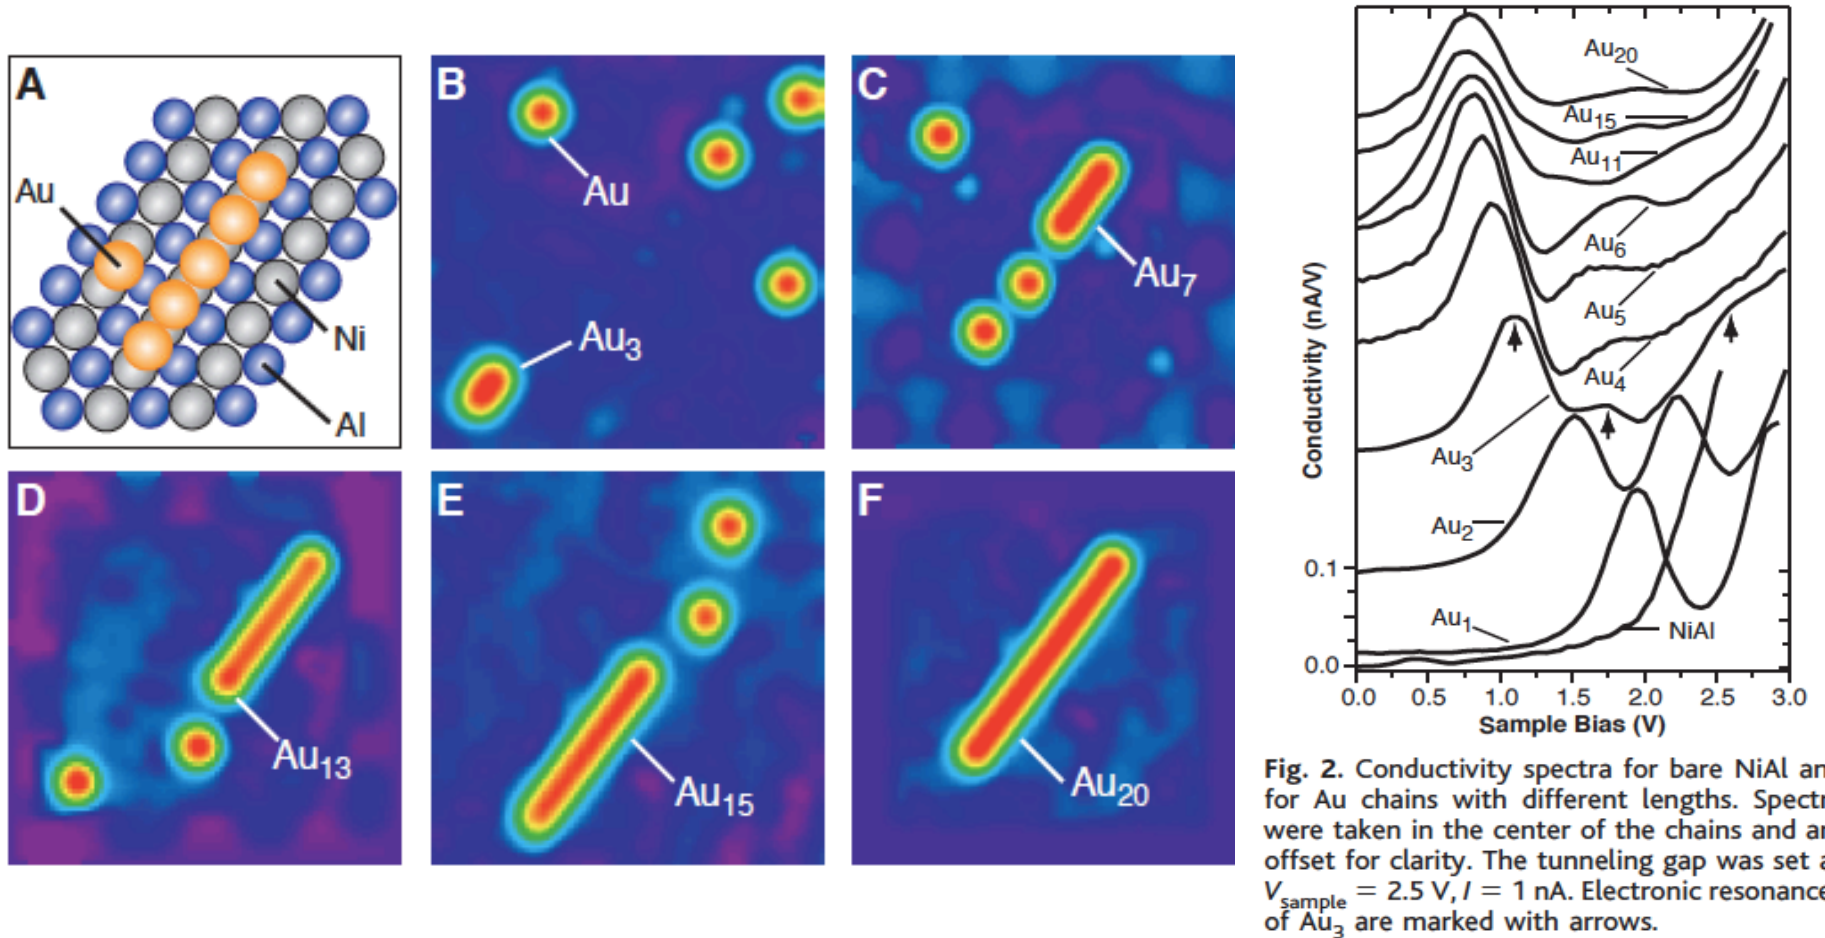 A
Au
Ni
Al
B
Au
Au3
C
Au7
D
Au13
E
Au15
F
Au20
Conductivity (nA/V)
Au20
Au15
Au11
Au6
Au5
Au4
Au3
Au2
Au1
NiAl
0.1
0.0
0.0 0.5 1.0 1.5 2.0 2.5 3.0
Sample Bias (V)
Fig. 2. Conductivity spectra for bare NiAl an
for Au chains with different lengths. Spectr
were taken in the center of the chains and ar
offset for clarity. The tunneling gap was set a
Vsample = 2.5 V, I = 1 nA. Electronic resonance
of Au3 are marked with arrows.